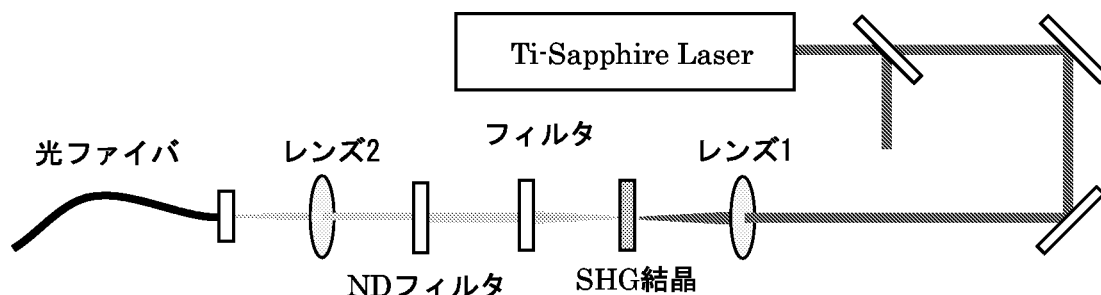 Ti-Sapphire Laser
光ファイバ
レンズ2
フィルタ
レンズ1
NDフィルタ
SHG結晶